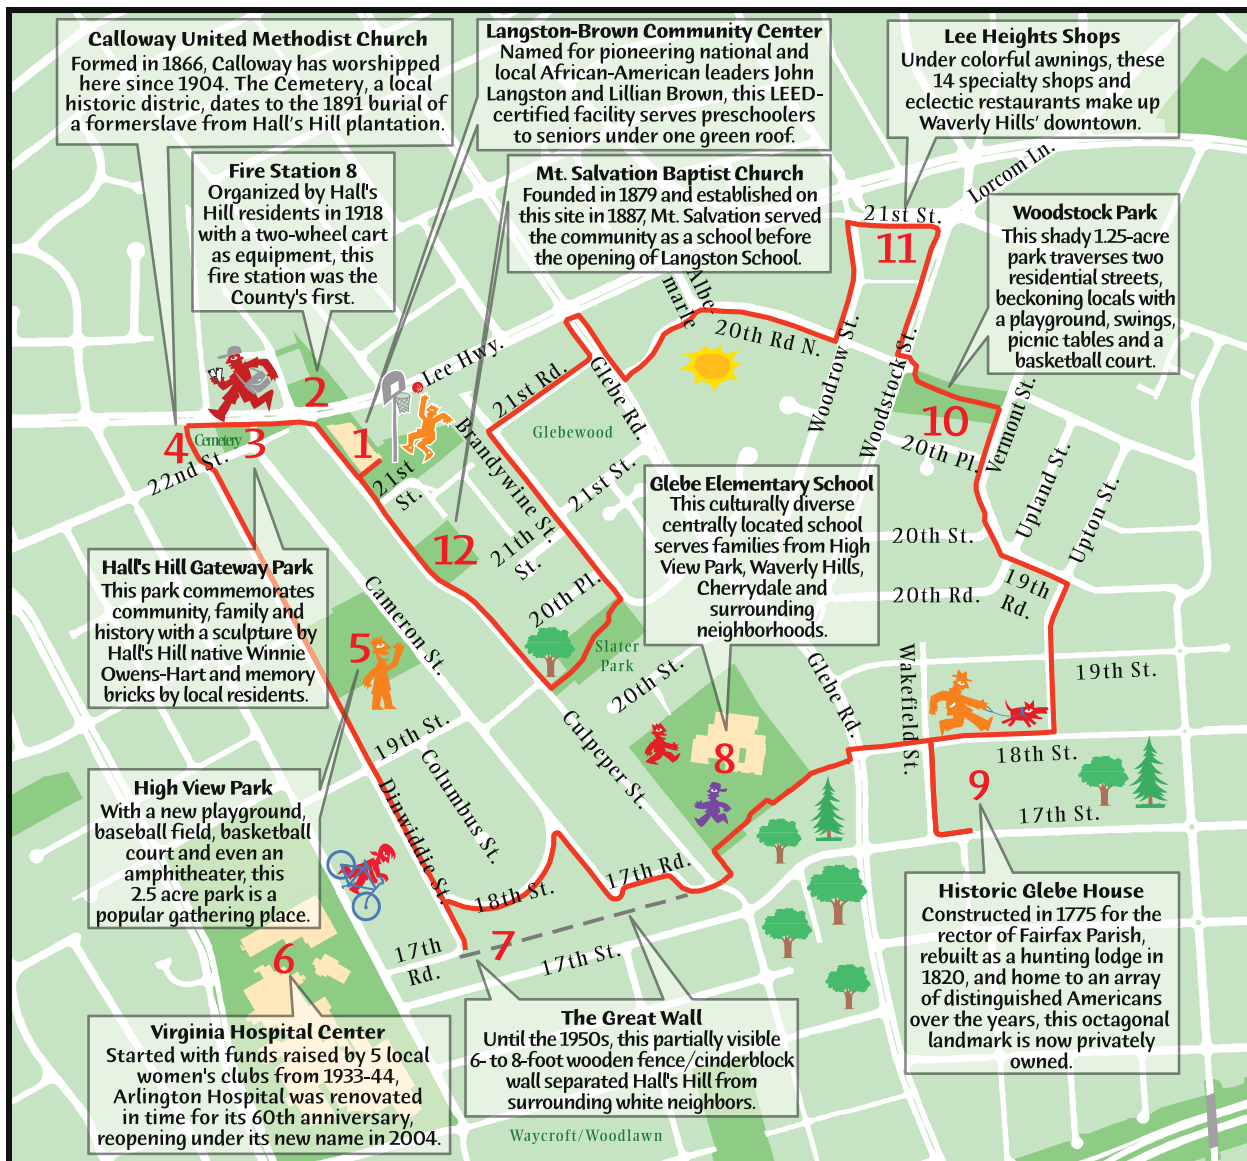 Calloway United Methodist Church
Formed in 1866, Calloway has worshipped
here since 1904. The Cemetery, a local
historic distric, dates to the 1891 burial of
a formerslave from Hall's Hill plantation.
Langston-Brown Community Center
Named for pioneering national and
local African-American leaders John
Langston and Lillian Brown, this LEED-
certified facility serves preschoolers
to seniors under one green roof.
Lee Heights Shops
Under colorful awnings, these
14 specialty shops and
eclectic restaurants make up
Waverly Hills' downtown.
Fire Station 8
Organized by Hall's
Hill residents in 1918
with a two-wheel cart
as equipment, this
fire station was the
County's first.
Mt. Salvation Baptist Church
Founded in 1879 and established on
this site in 1887, Mt. Salvation served
the community as a school before
the opening of Langston School.
Lorcom Ln.
21st St.
11
Woodstock Park
This shady 1.25-acre
park traverses two
residential streets,
beckoning locals with
a playground, swings,
picnic tables and a
basketball court.
Albe-
marle
20th Rd N.
Woodrow St.
Woodstock St.
Lee Hwy.
21st Rd.
Glebe Rd.
Glebewood
2
1
4
Cemetery
3
22nd St.
21st
St.
Brandywine St.
21st St.
10
20th Pl.
Vermont St.
Upland St.
Upton St.
12
21th
St.
20th Pl.
Glebe Elementary School
This culturally diverse
centrally located school
serves families from High
View Park, Waverly Hills,
Cherrydale and
surrounding
neighborhoods.
20th St.
20th Rd.
19th
Rd.
Hall's Hill Gateway Park
This park commemorates
community, family and
history with a sculpture by
Hall's Hill native Winnie
Owens-Hart and memory
bricks by local residents.
Cameron St.
5
Slater
Park
20th St.
Glebe Rd.
Wakefield St.
19th St.
19th St.
Culpeper St.
8
18th St.
9
17th St.
High View Park
With a new playground,
baseball field, basketball
court and even an
amphitheater, this
2.5 acre park is a
popular gathering place.
Dinwiddie St.
Columbus St.
18th St.
17th Rd.
17th
Rd.
7
17th St.
6
Historic Glebe House
Constructed in 1775 for the
rector of Fairfax Parish,
rebuilt as a hunting lodge in
1820, and home to an array
of distinguished Americans
over the years, this octagonal
landmark is now privately
owned.
Virginia Hospital Center
Started with funds raised by 5 local
women's clubs from 1933-44,
Arlington Hospital was renovated
in time for its 60th anniversary,
reopening under its new name in 2004.
The Great Wall
Until the 1950s, this partially visible
6- to 8-foot wooden fence/cinderblock
wall separated Hall's Hill from
surrounding white neighbors.
Waycroft/Woodlawn